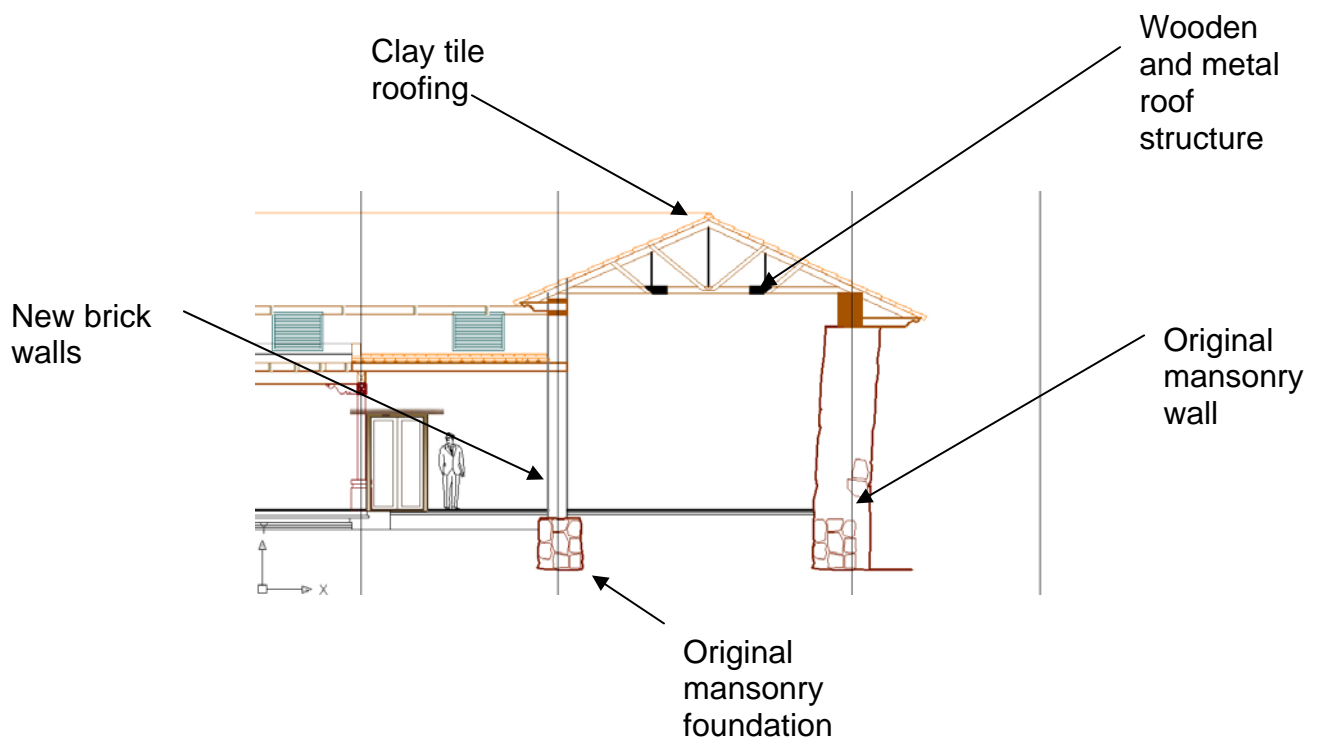 Wooden
and metal
roof
structure
Clay tile
roofing
New brick
walls
Original
mansonry
wall
X
Original
mansonry
foundation